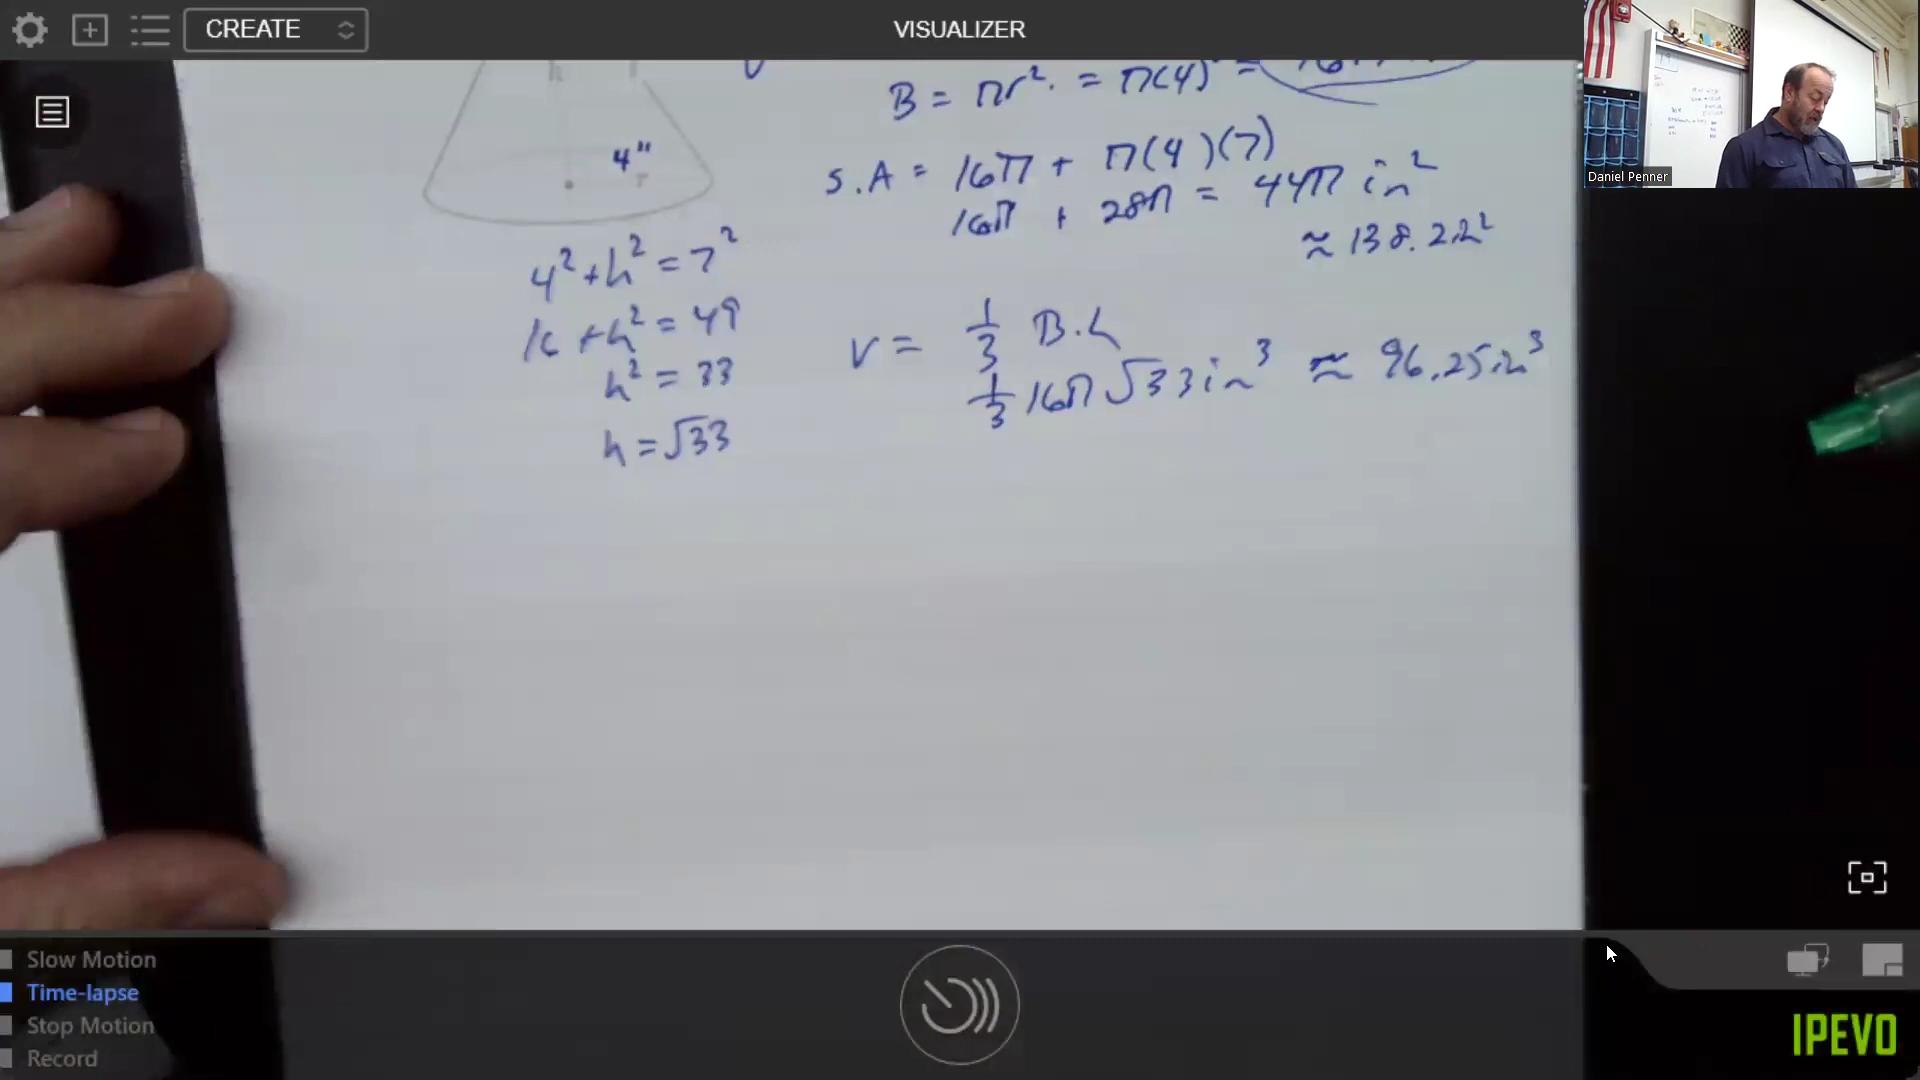 CREATE
VISUALIZER
Daniel Penner
B = πr². = π(4) =
4"
r
S.A = 16π + π(4)(7)
16π + 28π = 44π in²
≈ 138.2in²
4² + h² = 7²
16 + h² = 49
h² = 33
h = √33
V = 1/3 B.h
1/3 16π √33 in³ ≈ 96.25in³
Slow Motion
Time-lapse
Stop Motion
Record
IPEVO